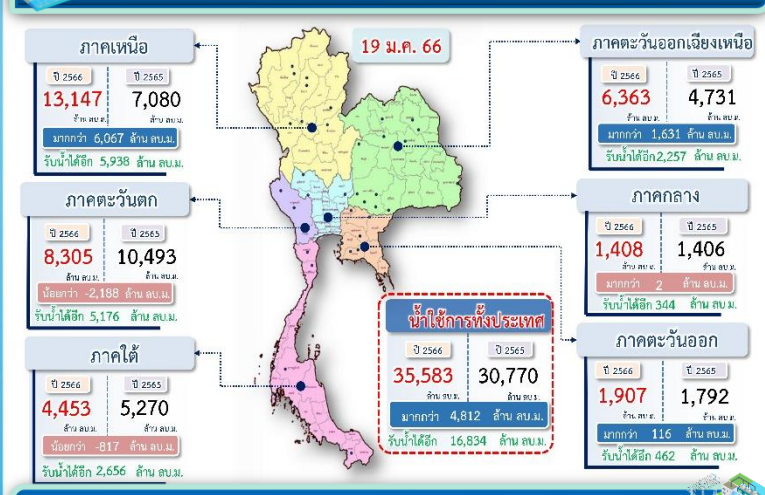 19 ม.ค. 66
ภาคเหนือ
ปี 2566 ปี 2565
13,147 7,080
ล้าน ลบ.ม. ล้าน ลบ.ม.
มากกว่า 6,067 ล้าน ลบ.ม.
รับน้ำได้อีก 5,938 ล้าน ลบ.ม.
ภาคตะวันตก
ปี 2566 ปี 2565
8,305 10,493
ล้าน ลบ.ม. ล้าน ลบ.ม.
น้อยกว่า -2,188 ล้าน ลบ.ม.
รับน้ำได้อีก 5,176 ล้าน ลบ.ม.
ภาคใต้
ปี 2566 ปี 2565
4,453 5,270
ล้าน ลบ.ม. ล้าน ลบ.ม.
น้อยกว่า -817 ล้าน ลบ.ม.
รับน้ำได้อีก 2,656 ล้าน ลบ.ม.
น้ำใช้การทั้งประเทศ
ปี 2566 ปี 2565
35,583 30,770
ล้าน ลบ.ม. ล้าน ลบ.ม.
มากกว่า 4,812 ล้าน ลบ.ม.
รับน้ำได้อีก 16,834 ล้าน ลบ.ม.
ภาคตะวันออกเฉียงเหนือ
ปี 2566 ปี 2565
6,363 4,731
ล้าน ลบ.ม. ล้าน ลบ.ม.
มากกว่า 1,631 ล้าน ลบ.ม.
รับน้ำได้อีก 2,257 ล้าน ลบ.ม.
ภาคกลาง
ปี 2566 ปี 2565
1,408 1,406
ล้าน ลบ.ม. ล้าน ลบ.ม.
มากกว่า 2 ล้าน ลบ.ม.
รับน้ำได้อีก 344 ล้าน ลบ.ม.
ภาคตะวันออก
ปี 2566 ปี 2565
1,907 1,792
ล้าน ลบ.ม. ล้าน ลบ.ม.
มากกว่า 116 ล้าน ลบ.ม.
รับน้ำได้อีก 462 ล้าน ลบ.ม.